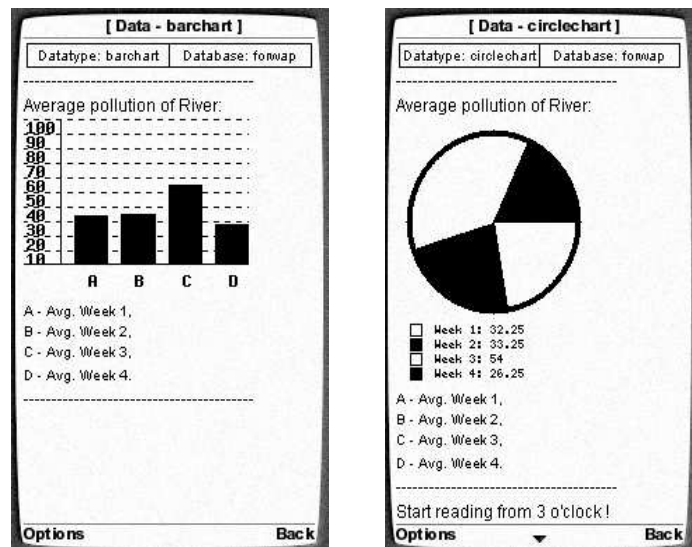 [ Data - barchart ]
Datatype: barchart Database: forwap
Average pollution of River:
100
90
80
70
60
50
40
30
20
10
A B C D
A - Avg. Week 1,
B - Avg. Week 2,
C - Avg. Week 3,
D - Avg. Week 4.
Options Back
[ Data - circlechart ]
Datatype: circlechart Database: forwap
Average pollution of River:
Week 1: 32.25
Week 2: 33.25
Week 3: 54
Week 4: 26.25
A - Avg. Week 1,
B - Avg. Week 2,
C - Avg. Week 3,
D - Avg. Week 4.
Start reading from 3 o'clock !
Options Back